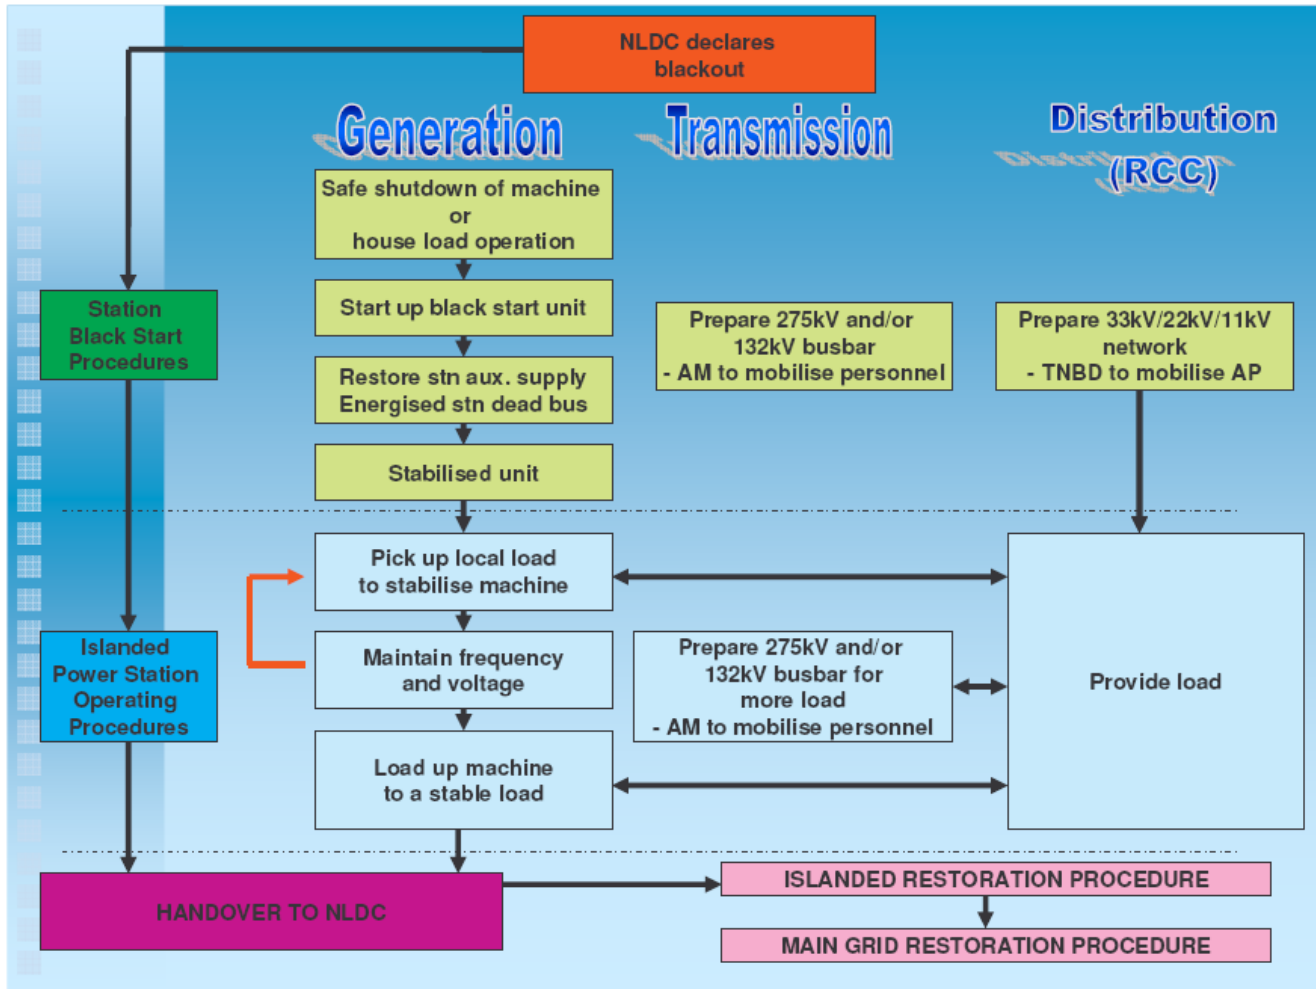 NLDC declares
blackout
Generation
Transmission
Distribution
(RCC)
Safe shutdown of machine
or
house load operation
Station
Black Start
Procedures
Start up black start unit
Prepare 275kV and/or
132kV busbar
- AM to mobilise personnel
Prepare 33kV/22kV/11kV
network
- TNBD to mobilise AP
Restore stn aux. supply
Energised stn dead bus
Stabilised unit
Pick up local load
to stabilise machine
Islanded
Power Station
Operating
Procedures
Maintain frequency
and voltage
Prepare 275kV and/or
132kV busbar for
more load
- AM to mobilise personnel
Provide load
Load up machine
to a stable load
HANDOVER TO NLDC
ISLANDED RESTORATION PROCEDURE
MAIN GRID RESTORATION PROCEDURE